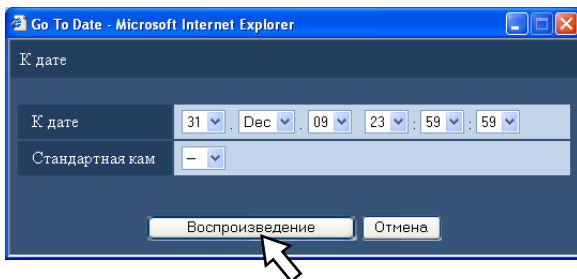 Go To Date - Microsoft Internet Explorer
К дате
К дате 31 . Dec . 09 23 : 59 : 59
Стандартная кам –
Воспроизведение Отмена